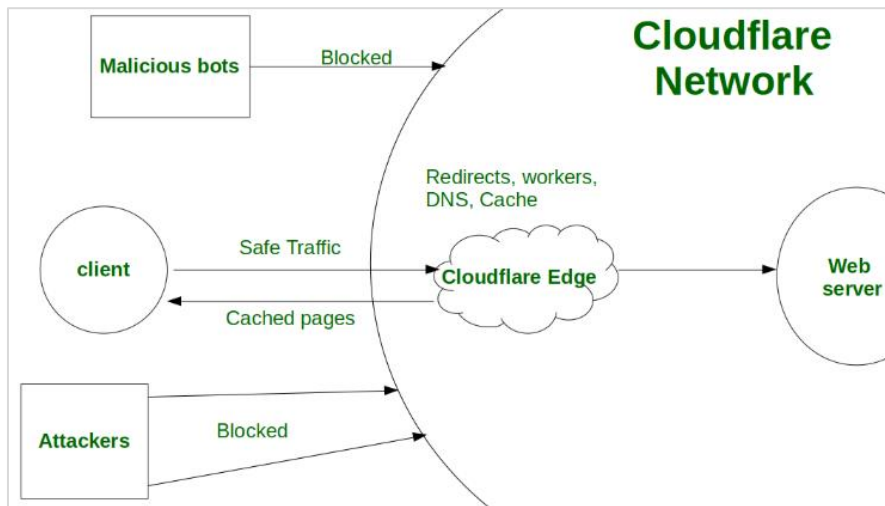 Cloudflare
Network
Malicious bots
Blocked
Redirects, workers,
DNS, Cache
client
Safe Traffic
Cloudflare Edge
Web
server
Cached pages
Attackers
Blocked